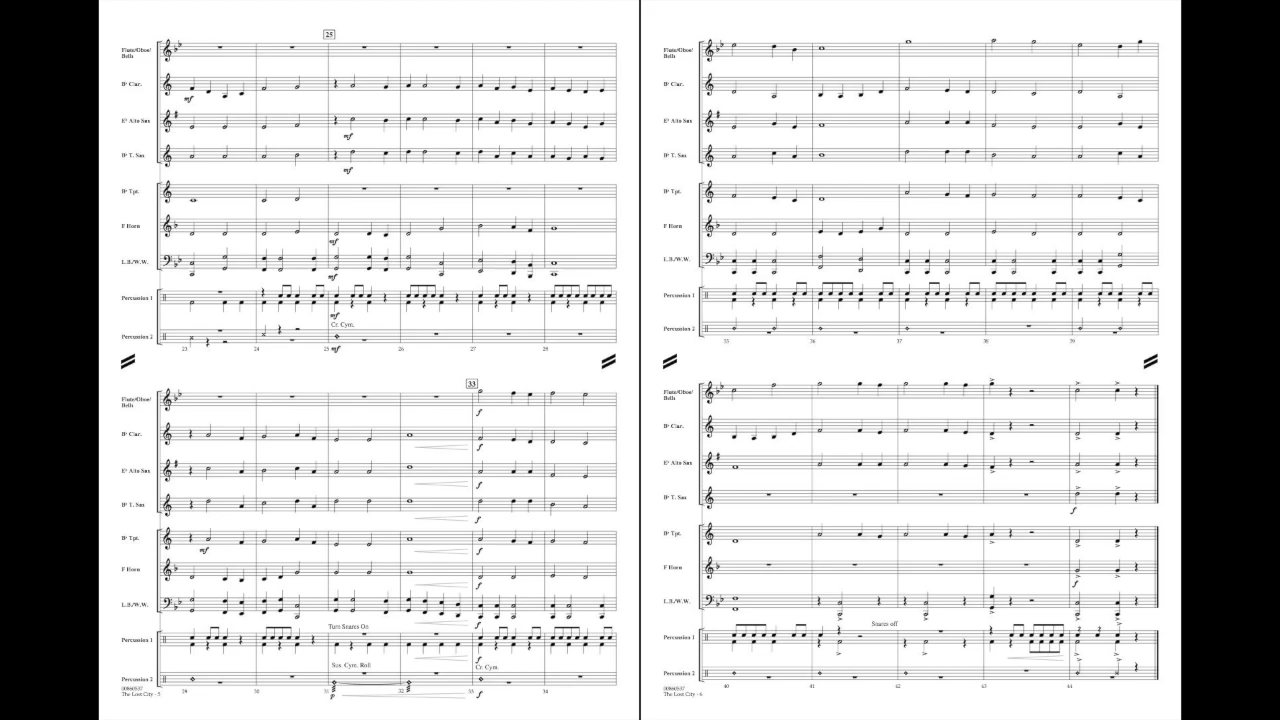 25
Flute/Oboe/
Bells
B♭ Clar.
mf
E♭ Alto Sax
mf
B♭ T. Sax
mf
B♭ Tpt.
F Horn
mf
L.B./W.W.
mf
Percussion 1
mf
Cr. Cym.
Percussion 2
mf
23 24 25 26 27 28
33
Flute/Oboe/
Bells
f
B♭ Clar.
f
E♭ Alto Sax
f
B♭ T. Sax
f
B♭ Tpt.
mf
f
F Horn
f
L.B./W.W.
f
Turn Snares On
Percussion 1
f
Sus. Cym. Roll
Cr. Cym.
Percussion 2
p
f
29 30 31 32 33 34
00860537
The Lost City - 5
Flute/Oboe/
Bells
B♭ Clar.
E♭ Alto Sax
B♭ T. Sax
B♭ Tpt.
F Horn
L.B./W.W.
Percussion 1
Percussion 2
35 36 37 38 39
Flute/Oboe/
Bells
B♭ Clar.
E♭ Alto Sax
B♭ T. Sax
f
B♭ Tpt.
F Horn
f
L.B./W.W.
Snares off
Percussion 1
Percussion 2
40 41 42 43 44
00860537
The Lost City - 6